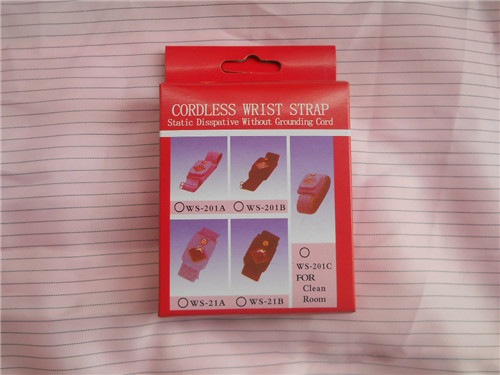 CORDLESS WRIST STRAP
Static Disspative Without Grounding Cord
WS-201A
WS-201B
WS-201C
FOR
Clean
Room
WS-21A
WS-21B